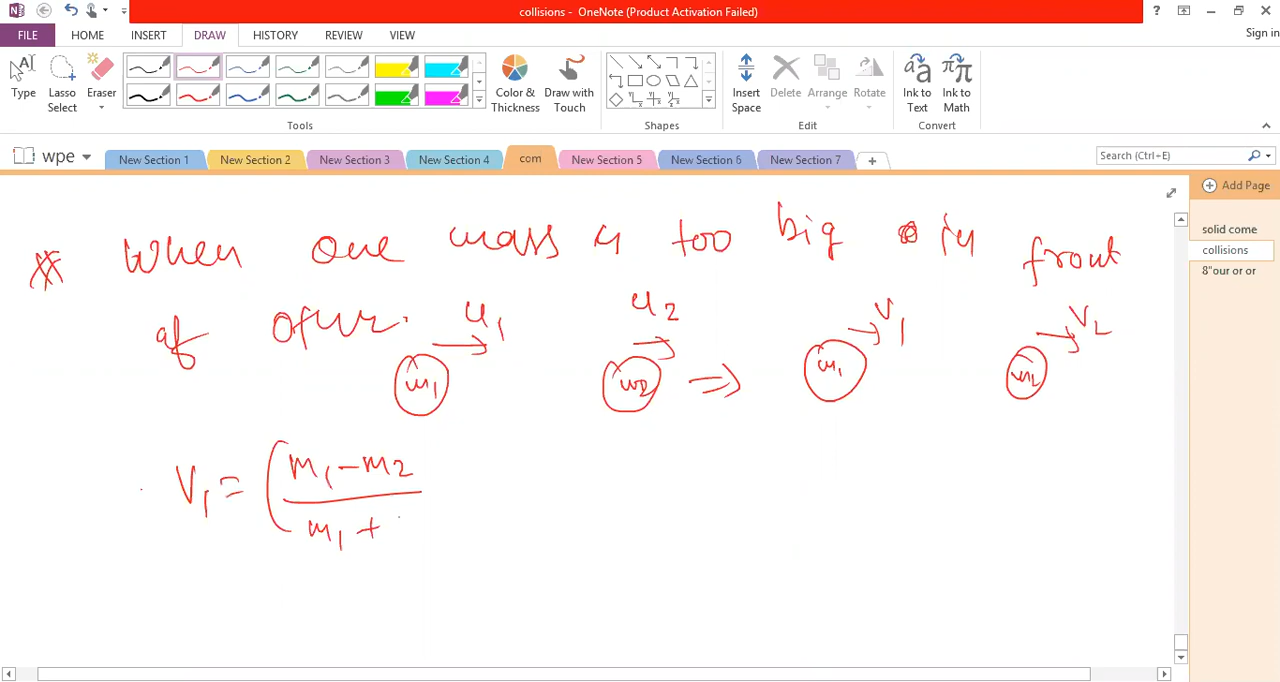 collisions - OneNote (Product Activation Failed)
FILE HOME INSERT DRAW HISTORY REVIEW VIEW Sign in
Type Lasso Select Eraser Color & Thickness Draw with Touch Insert Space Delete Arrange Rotate Ink to Text Ink to Math
Tools Shapes Edit Convert
wpe New Section 1 New Section 2 New Section 3 New Section 4 com New Section 5 New Section 6 New Section 7 Search (Ctrl+E)
Add Page
solid come
collisions
8"our or or
When one mass is too big in front
of other.
u1 u2 v1 v2
m1 m2 ⇒ m1 m2
V1 = (m1 - m2
m1 +